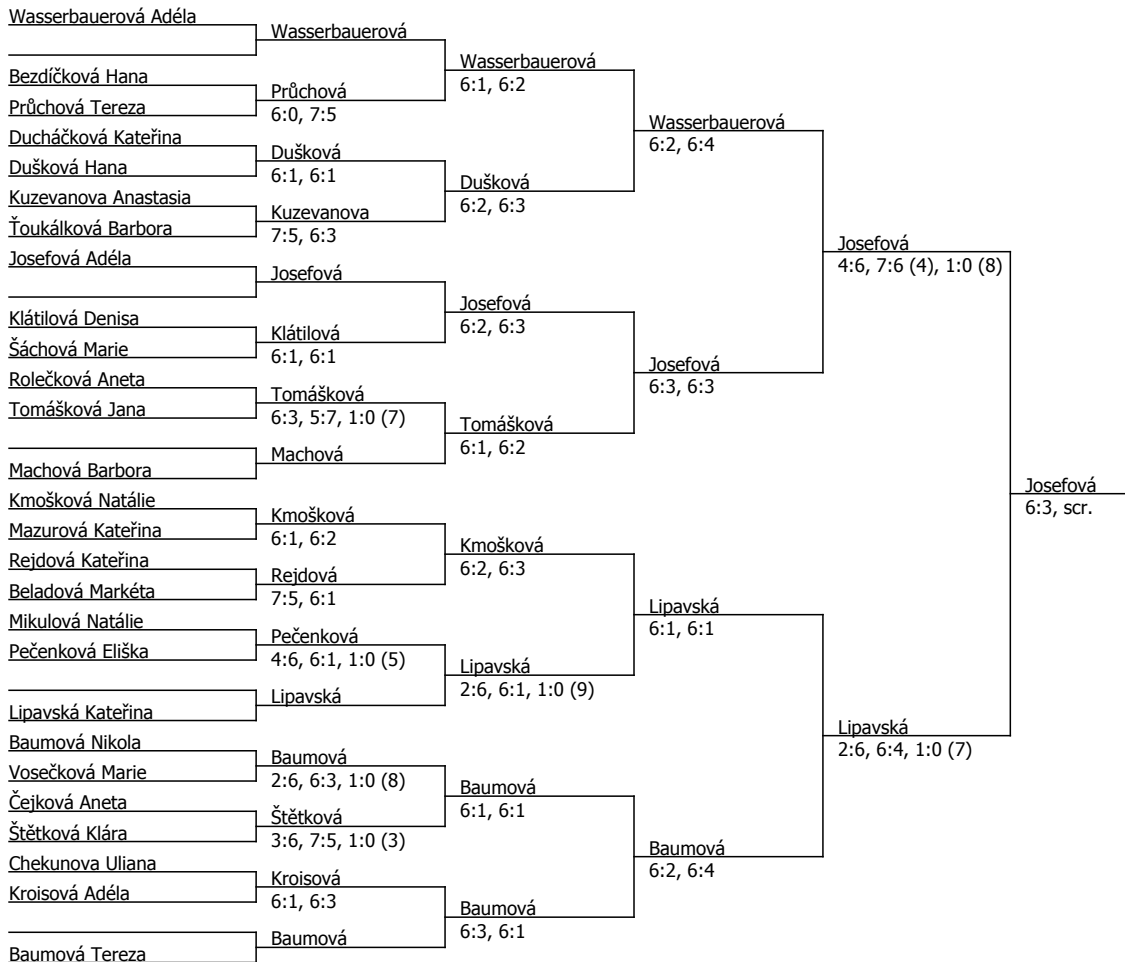 Wasserbauerová Adéla
Bezdíčková Hana
Průchová Tereza
Ducháčková Kateřina
Dušková Hana
Kuzevanova Anastasia
Ťoukálková Barbora
Josefová Adéla
Klátilová Denisa
Šáchová Marie
Rolečková Aneta
Tomášková Jana
Machová Barbora
Kmošková Natálie
Mazurová Kateřina
Rejdová Kateřina
Beladová Markéta
Mikulová Natálie
Pečenková Eliška
Lipavská Kateřina
Baumová Nikola
Vosečková Marie
Čejková Aneta
Štětková Klára
Chekunova Uliana
Kroisová Adéla
Baumová Tereza
Wasserbauerová
Průchová
6:0, 7:5
Dušková
6:1, 6:1
Kuzevanova
7:5, 6:3
Josefová
Klátilová
6:1, 6:1
Tomášková
6:3, 5:7, 1:0 (7)
Machová
Kmošková
6:1, 6:2
Rejdová
7:5, 6:1
Pečenková
4:6, 6:1, 1:0 (5)
Lipavská
Baumová
2:6, 6:3, 1:0 (8)
Štětková
3:6, 7:5, 1:0 (3)
Kroisová
6:1, 6:3
Baumová
Wasserbauerová
6:1, 6:2
Dušková
6:2, 6:3
Josefová
6:2, 6:3
Tomášková
6:1, 6:2
Kmošková
6:2, 6:3
Lipavská
2:6, 6:1, 1:0 (9)
Baumová
6:1, 6:1
Baumová
6:3, 6:1
Wasserbauerová
6:2, 6:4
Josefová
6:3, 6:3
Lipavská
6:1, 6:1
Baumová
6:2, 6:4
Josefová
4:6, 7:6 (4), 1:0 (8)
Lipavská
2:6, 6:4, 1:0 (7)
Josefová
6:3, scr.